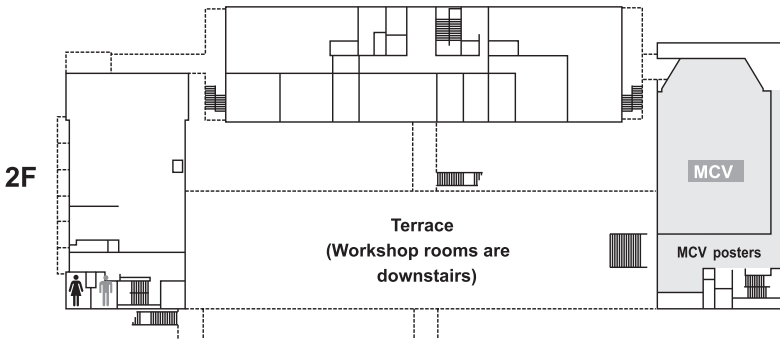 2F
Terrace
(Workshop rooms are
downstairs)
MCV
MCV posters